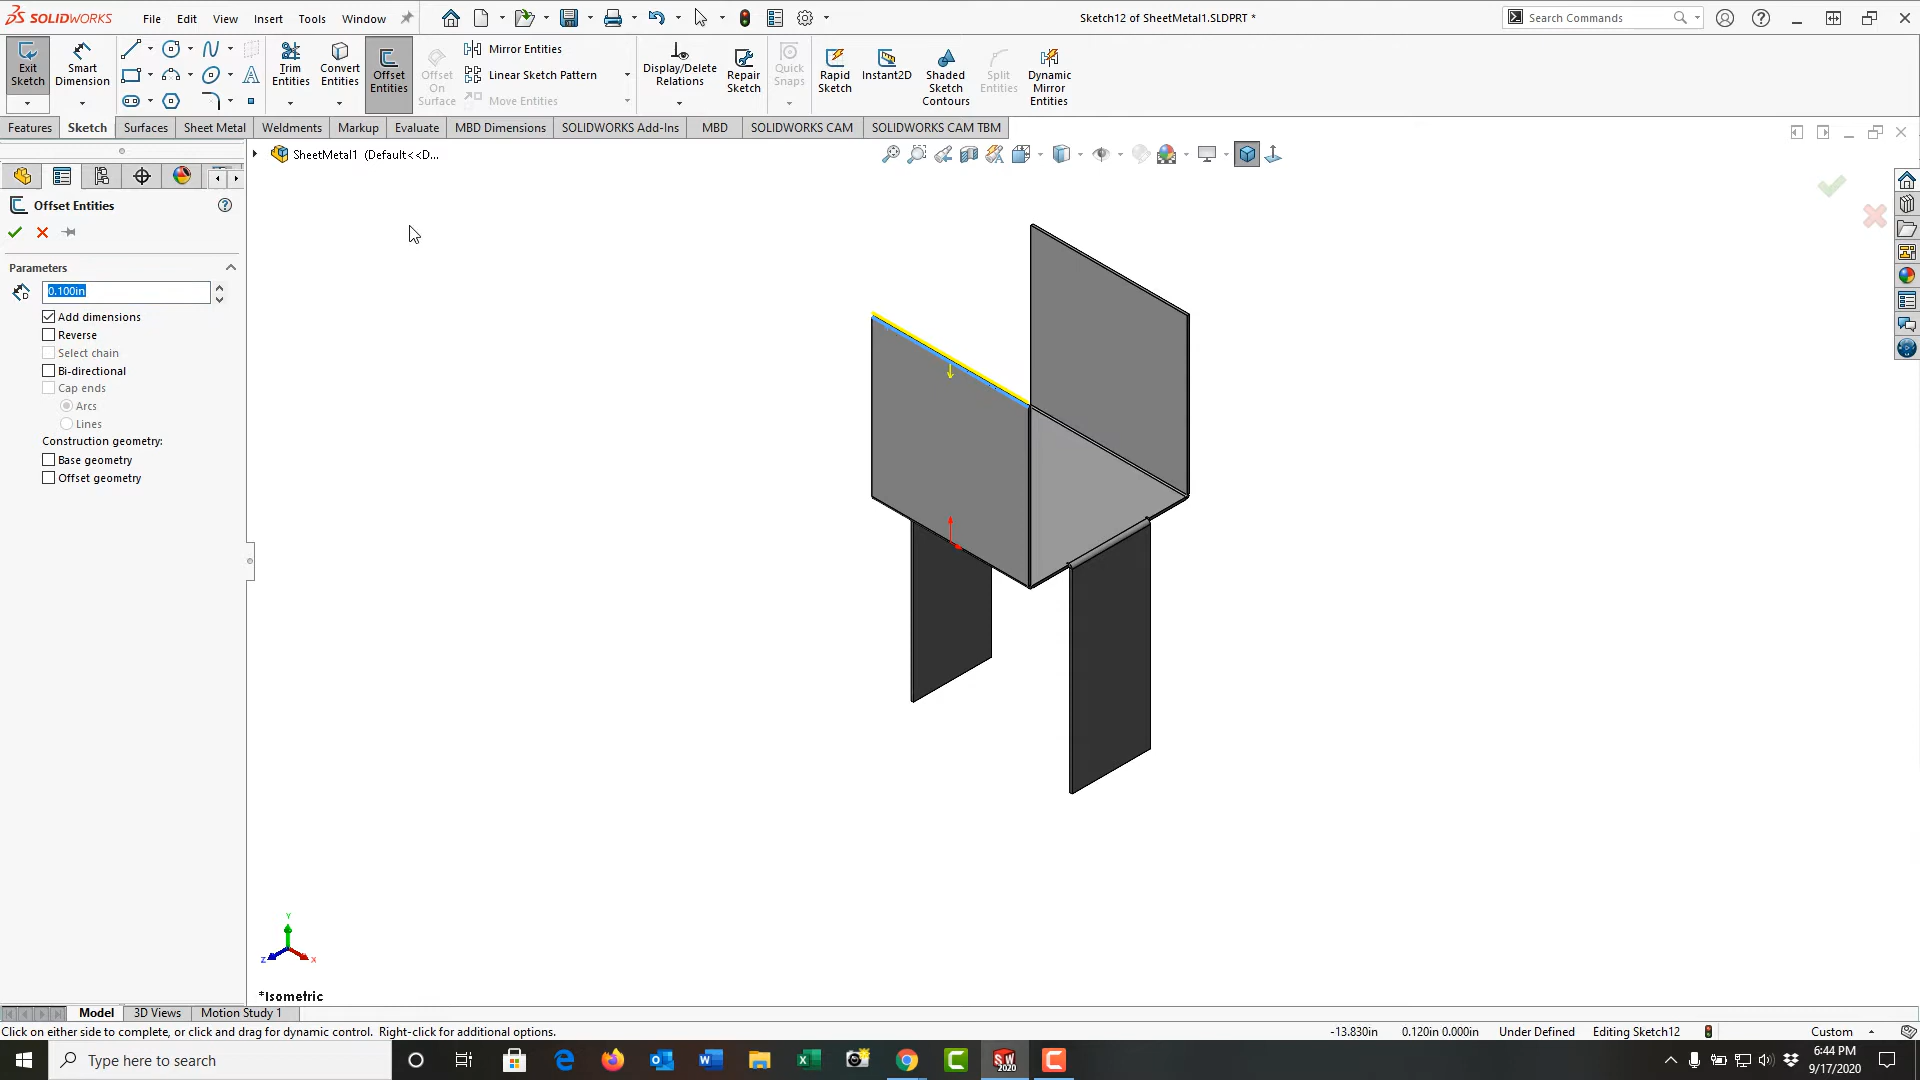 SOLIDWORKS File Edit View Insert Tools Window
Sketch12 of SheetMetal1.SLDPRT *
Search Commands
Exit Sketch
Smart Dimension
Trim Entities
Convert Entities
Offset Entities
Offset On Surface
Mirror Entities
Linear Sketch Pattern
Move Entities
Display/Delete Relations
Repair Sketch
Quick Snaps
Rapid Sketch
Instant2D
Shaded Sketch Contours
Split Entities
Dynamic Mirror Entities
Features Sketch Surfaces Sheet Metal Weldments Markup Evaluate MBD Dimensions SOLIDWORKS Add-Ins MBD SOLIDWORKS CAM SOLIDWORKS CAM TBM
SheetMetal1 (Default<<D...
Offset Entities
Parameters
0.100in
Add dimensions
Reverse
Select chain
Bi-directional
Cap ends
Arcs
Lines
Construction geometry:
Base geometry
Offset geometry
Y
Z X
*Isometric
Model 3D Views Motion Study 1
Click on either side to complete, or click and drag for dynamic control. Right-click for additional options.
-13.830in 0.120in 0.000in Under Defined Editing Sketch12 Custom
Type here to search
SW 2020
6:44 PM
9/17/2020